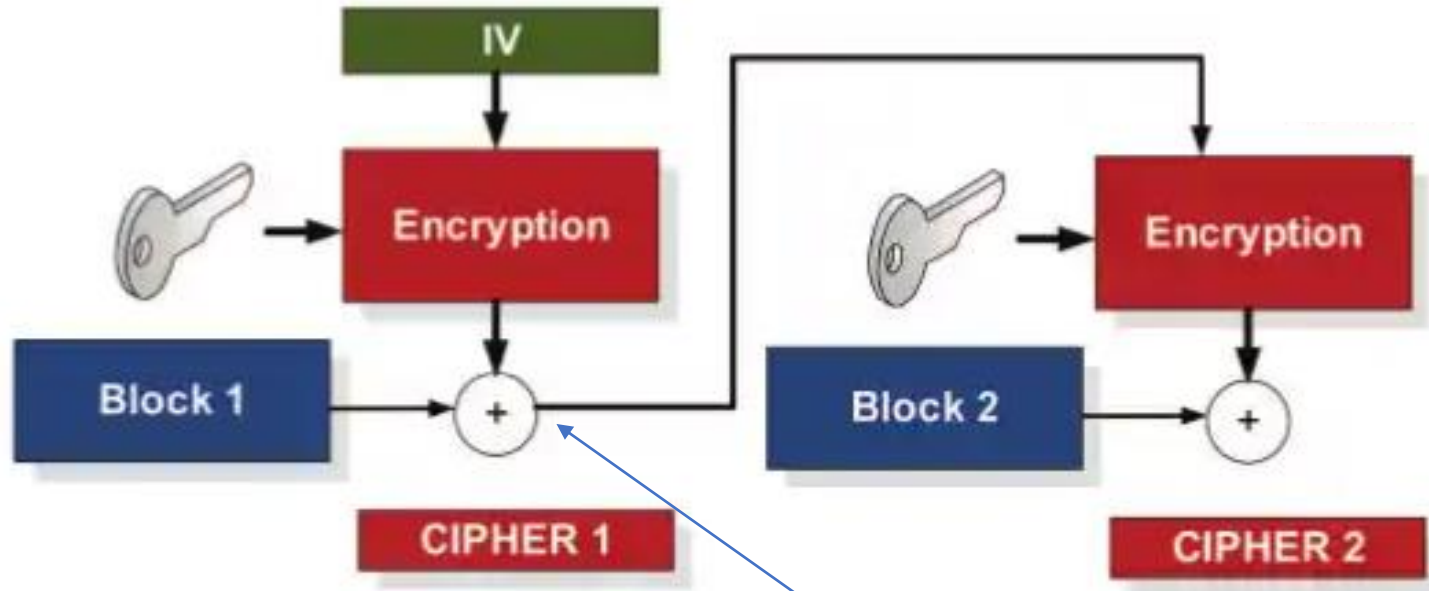 IV
Encryption
Encryption
Block 1
+
Block 2
+
CIPHER 1
CIPHER 2